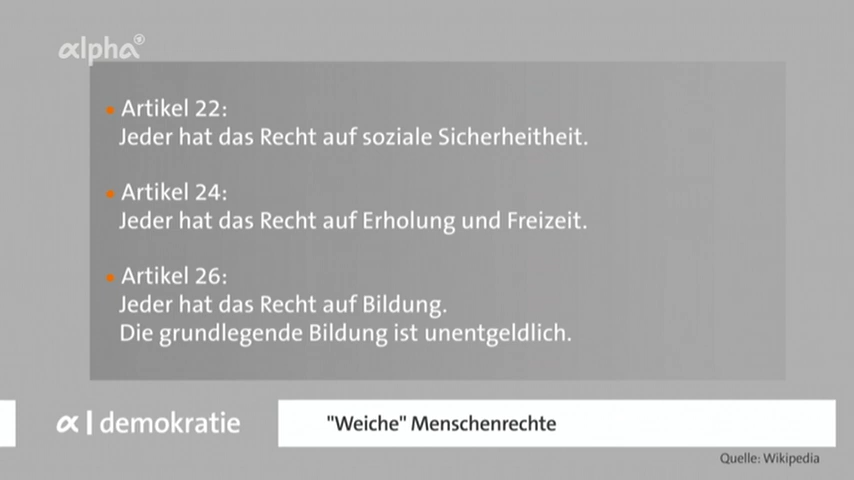 alpha
Artikel 22:
Jeder hat das Recht auf soziale Sicherheitheit.
Artikel 24:
Jeder hat das Recht auf Erholung und Freizeit.
Artikel 26:
Jeder hat das Recht auf Bildung.
Die grundlegende Bildung ist unentgeldlich.
α | demokratie
"Weiche" Menschenrechte
Quelle: Wikipedia